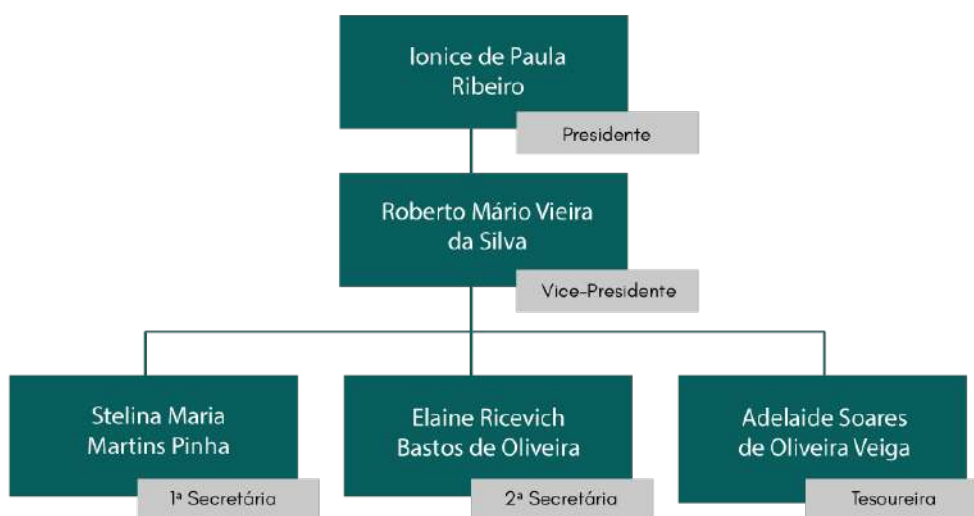 Ionice de Paula
Ribeiro
Presidente
Roberto Mário Vieira
da Silva
Vice-Presidente
Stelina Maria
Martins Pinha
1ª Secretária
Elaine Ricevich
Bastos de Oliveira
2ª Secretária
Adelaide Soares
de Oliveira Veiga
Tesoureira